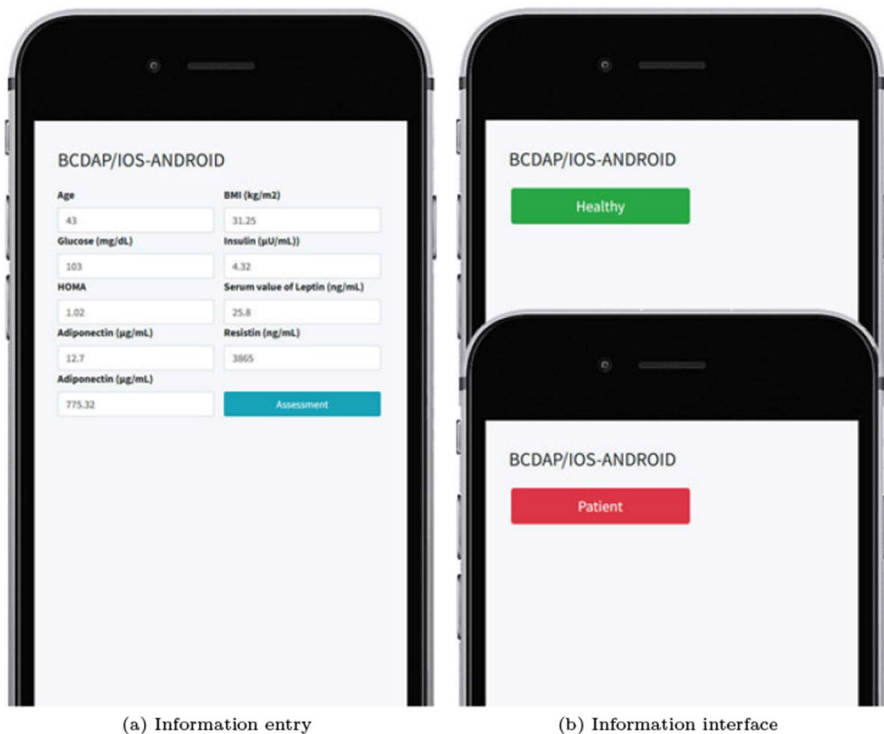 BCDAP/IOS-ANDROID
Age BMI (kg/m2)
43 31.25
Glucose (mg/dL) Insulin (µU/mL))
103 4.32
HOMA Serum value of Leptin (ng/mL)
1.02 25.8
Adiponectin (µg/mL) Resistin (ng/mL)
12.7 3865
Adiponectin (µg/mL)
775.32 Assessment
(a) Information entry
BCDAP/IOS-ANDROID
Healthy
BCDAP/IOS-ANDROID
Patient
(b) Information interface